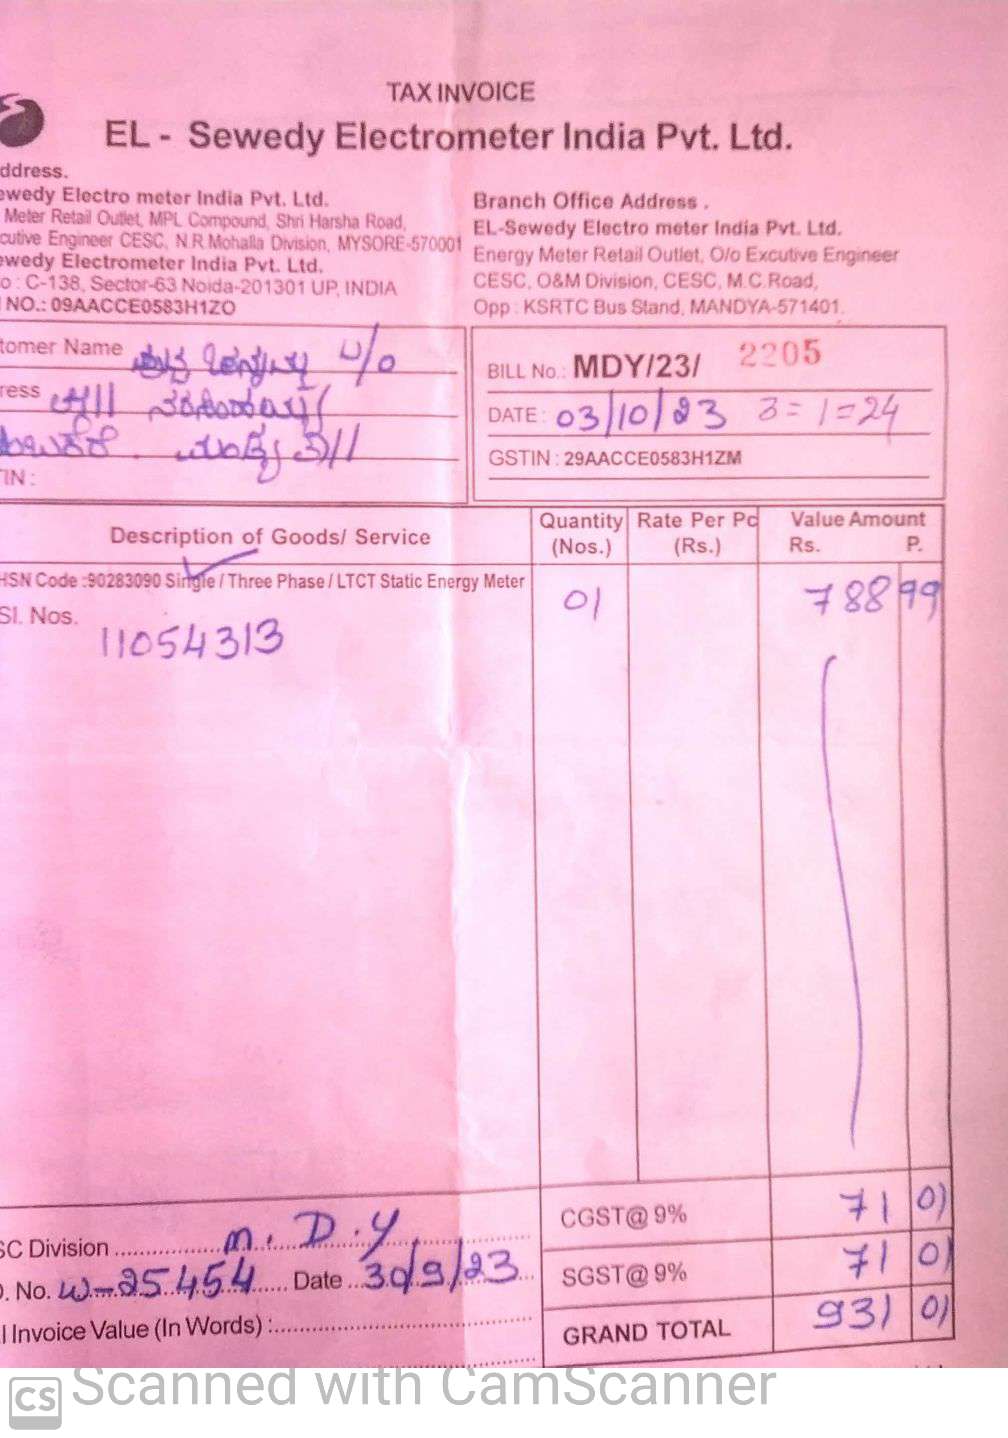 TAX INVOICE
EL - Sewedy Electrometer India Pvt. Ltd.
ddress.
ewedy Electro meter India Pvt. Ltd.
Meter Retail Outlet, MPL Compound, Shri Harsha Road,
cutive Engineer CESC, N.R.Mohalla Division, MYSORE-570001
ewedy Electrometer India Pvt. Ltd.
o : C-138, Sector-63 Noida-201301 UP, INDIA
NO.: 09AACCE0583H1ZO
Branch Office Address .
EL-Sewedy Electro meter India Pvt. Ltd.
Energy Meter Retail Outlet, O/o Excutive Engineer
CESC, O&M Division, CESC, M.C.Road,
Opp : KSRTC Bus Stand, MANDYA-571401.
tomer Name
ress
IN :
BILL No.: MDY/23/ 2205
DATE : 03/10/23 3=1=24
GSTIN : 29AACCE0583H1ZM
Description of Goods/ Service Quantity (Nos.) Rate Per Pc (Rs.) Value Amount Rs. P.
HSN Code :90283090 Single / Three Phase / LTCT Static Energy Meter 01 788 99
Sl. Nos.
11054313
CGST@ 9% 71 01
SGST@ 9% 71 01
GRAND TOTAL 931 01
SC Division M.D.Y
. No. W-25454 Date 30/9/23
l Invoice Value (In Words) :
CS Scanned with CamScanner